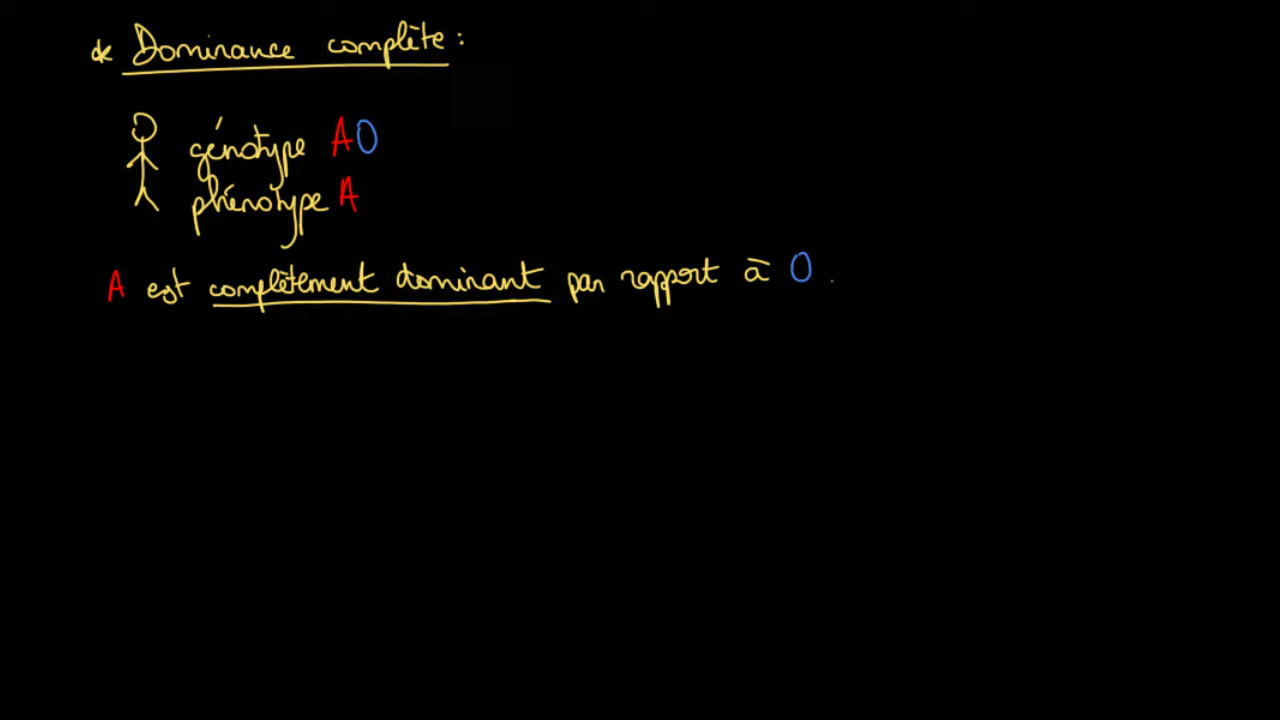 * Dominance complète :
génotype AO
phénotype A
A est complètement dominant par rapport à O.